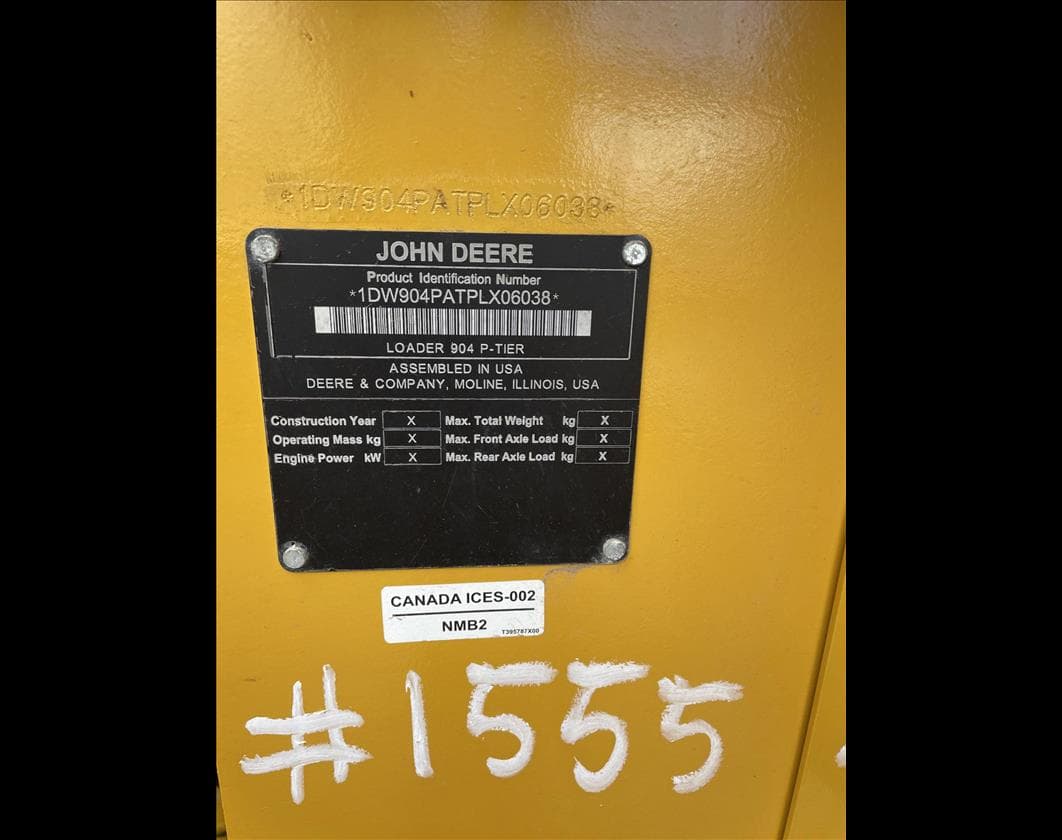 *1DW904PATPLX06038*
JOHN DEERE
Product Identification Number
*1DW904PATPLX06038*
LOADER 904 P-TIER
ASSEMBLED IN USA
DEERE & COMPANY, MOLINE, ILLINOIS, USA
Construction Year X Max. Total Weight kg X
Operating Mass kg X Max. Front Axle Load kg X
Engine Power kW X Max. Rear Axle Load kg X
CANADA ICES-002
NMB2
T395787X00
#1555